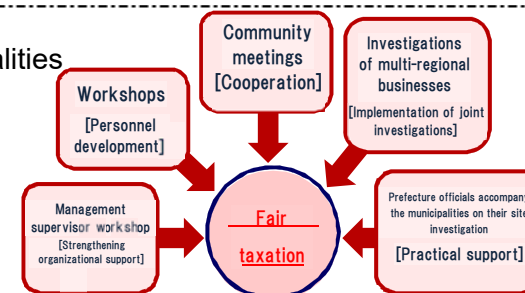 alities
Community
meetings
[Cooperation]
Investigations
of multi-regional
businesses
[Implementation of joint
investigations]
Workshops
[Personnel
development]
Management
supervisor workshop
[Strengthening
organizational support]
Fair
taxation
Prefecture officials accompany
the municipalities on their site
investigation
[Practical support]